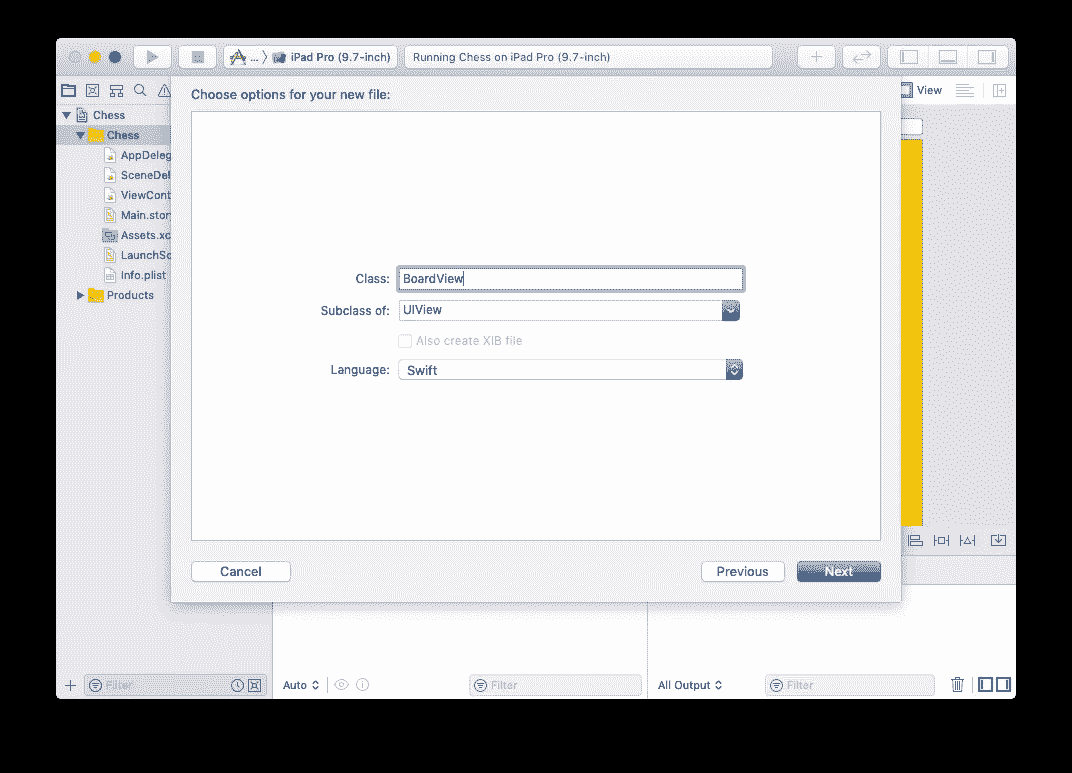 ... 〉 iPad Pro (9.7-inch)
Running Chess on iPad Pro (9.7-inch)
Choose options for your new file:
View
Chess
Chess
AppDeleg
SceneDel
ViewCont
Main.stor
Assets.xc
LaunchSc
Info.plist
Products
Class: BoardView
Subclass of: UIView
Also create XIB file
Language: Swift
Cancel
Previous
Next
Filter
Auto
Filter
All Output
Filter